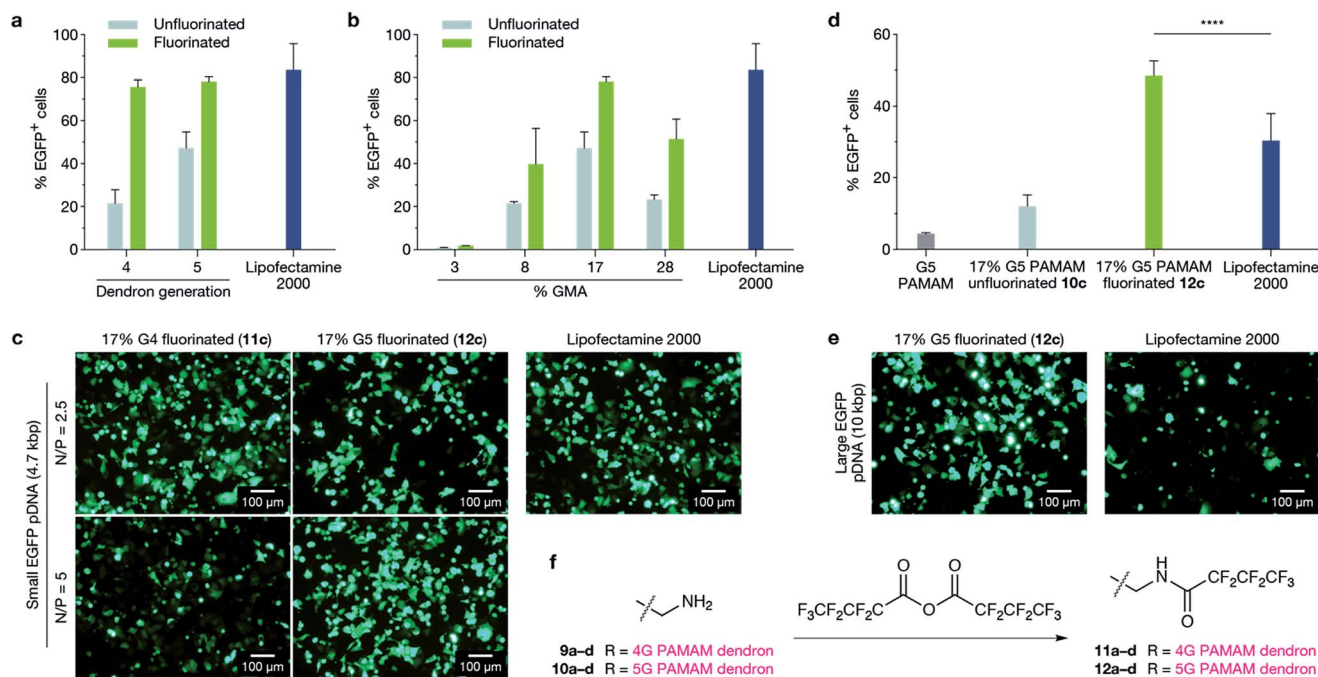 a
Unfluorinated
Fluorinated
% EGFP+ cells
100
80
60
40
20
0
4
5
Dendron generation
Lipofectamine
2000
b
Unfluorinated
Fluorinated
% EGFP+ cells
100
80
60
40
20
0
3
8
17
28
% GMA
Lipofectamine
2000
d
****
% EGFP+ cells
60
40
20
0
G5
PAMAM
17% G5 PAMAM
unfluorinated 10c
17% G5 PAMAM
fluorinated 12c
Lipofectamine
2000
c
17% G4 fluorinated (11c)
17% G5 fluorinated (12c)
Lipofectamine 2000
Small EGFP pDNA (4.7 kbp)
N/P = 2.5
100 µm
100 µm
100 µm
N/P = 5
100 µm
100 µm
e
17% G5 fluorinated (12c)
Lipofectamine 2000
Large EGFP
pDNA (10 kbp)
100 µm
100 µm
f
NH2
9a–d R = 4G PAMAM dendron
10a–d R = 5G PAMAM dendron
O
O
F3CF2CF2C
O
CF2CF2CF3
H
N
CF2CF2CF3
O
11a–d R = 4G PAMAM dendron
12a–d R = 5G PAMAM dendron